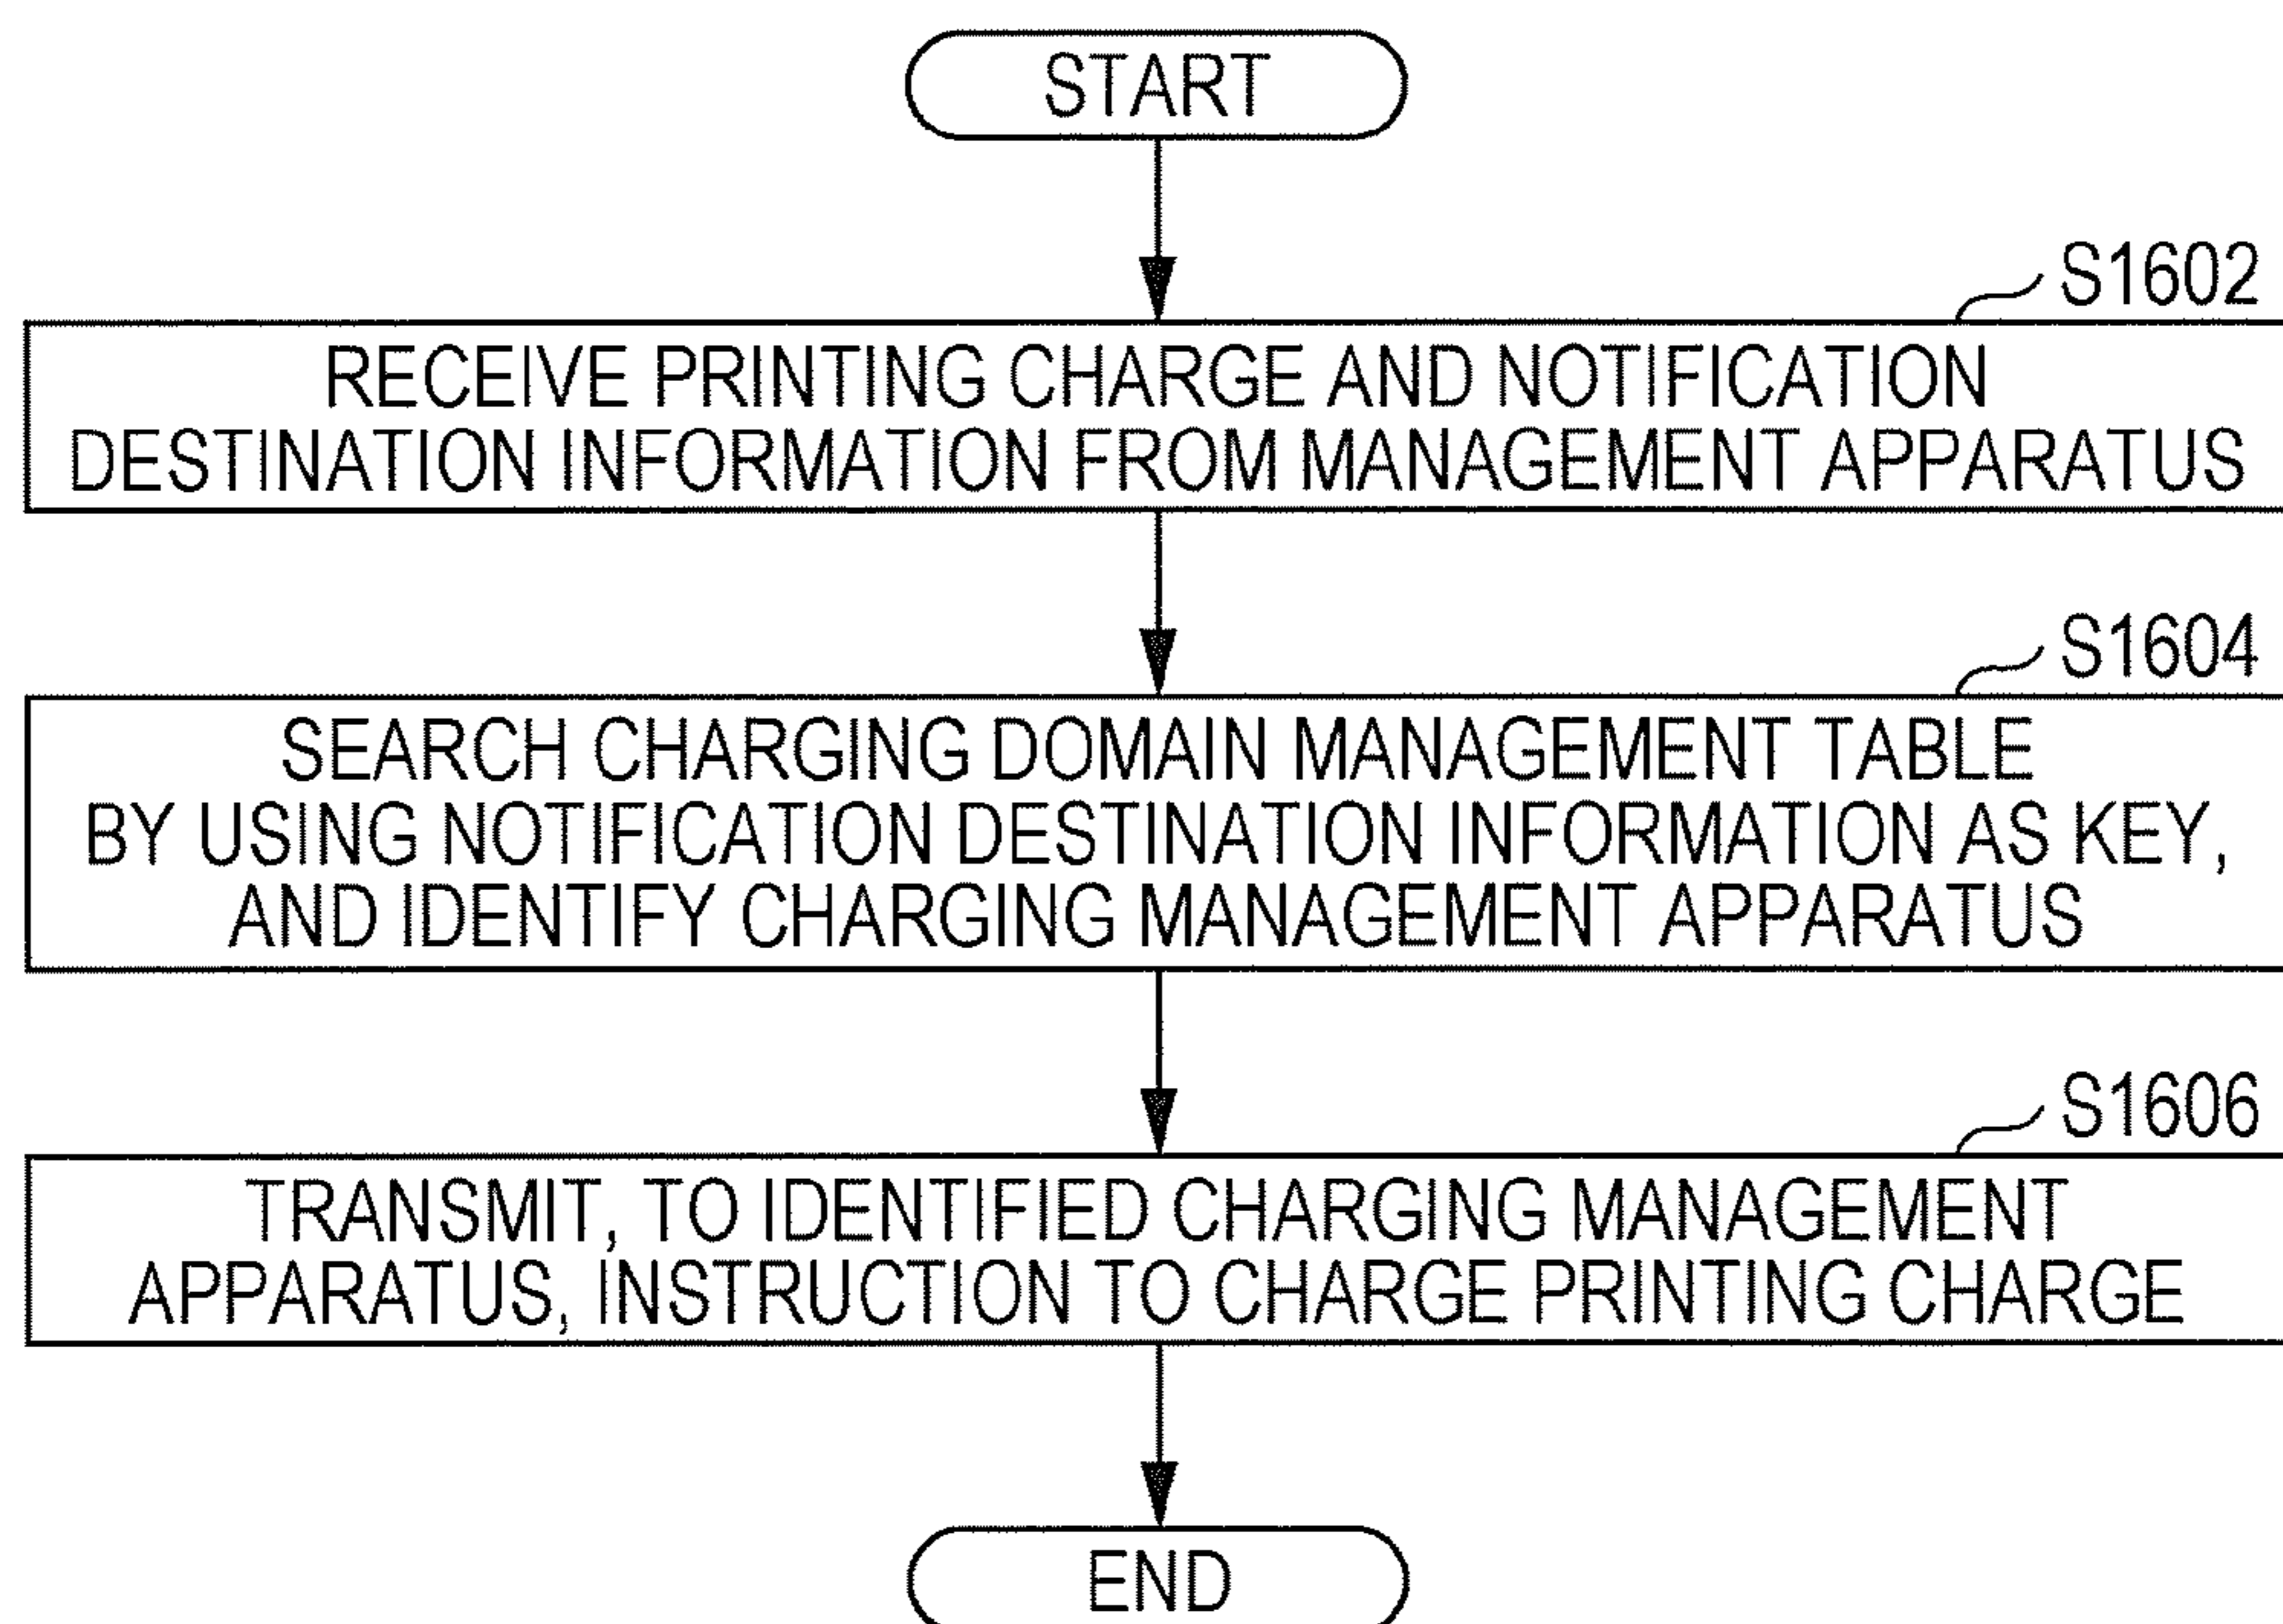 START
S1602
RECEIVE PRINTING CHARGE AND NOTIFICATION
DESTINATION INFORMATION FROM MANAGEMENT APPARATUS
S1604
SEARCH CHARGING DOMAIN MANAGEMENT TABLE
BY USING NOTIFICATION DESTINATION INFORMATION AS KEY,
AND IDENTIFY CHARGING MANAGEMENT APPARATUS
S1606
TRANSMIT, TO IDENTIFIED CHARGING MANAGEMENT
APPARATUS, INSTRUCTION TO CHARGE PRINTING CHARGE
END